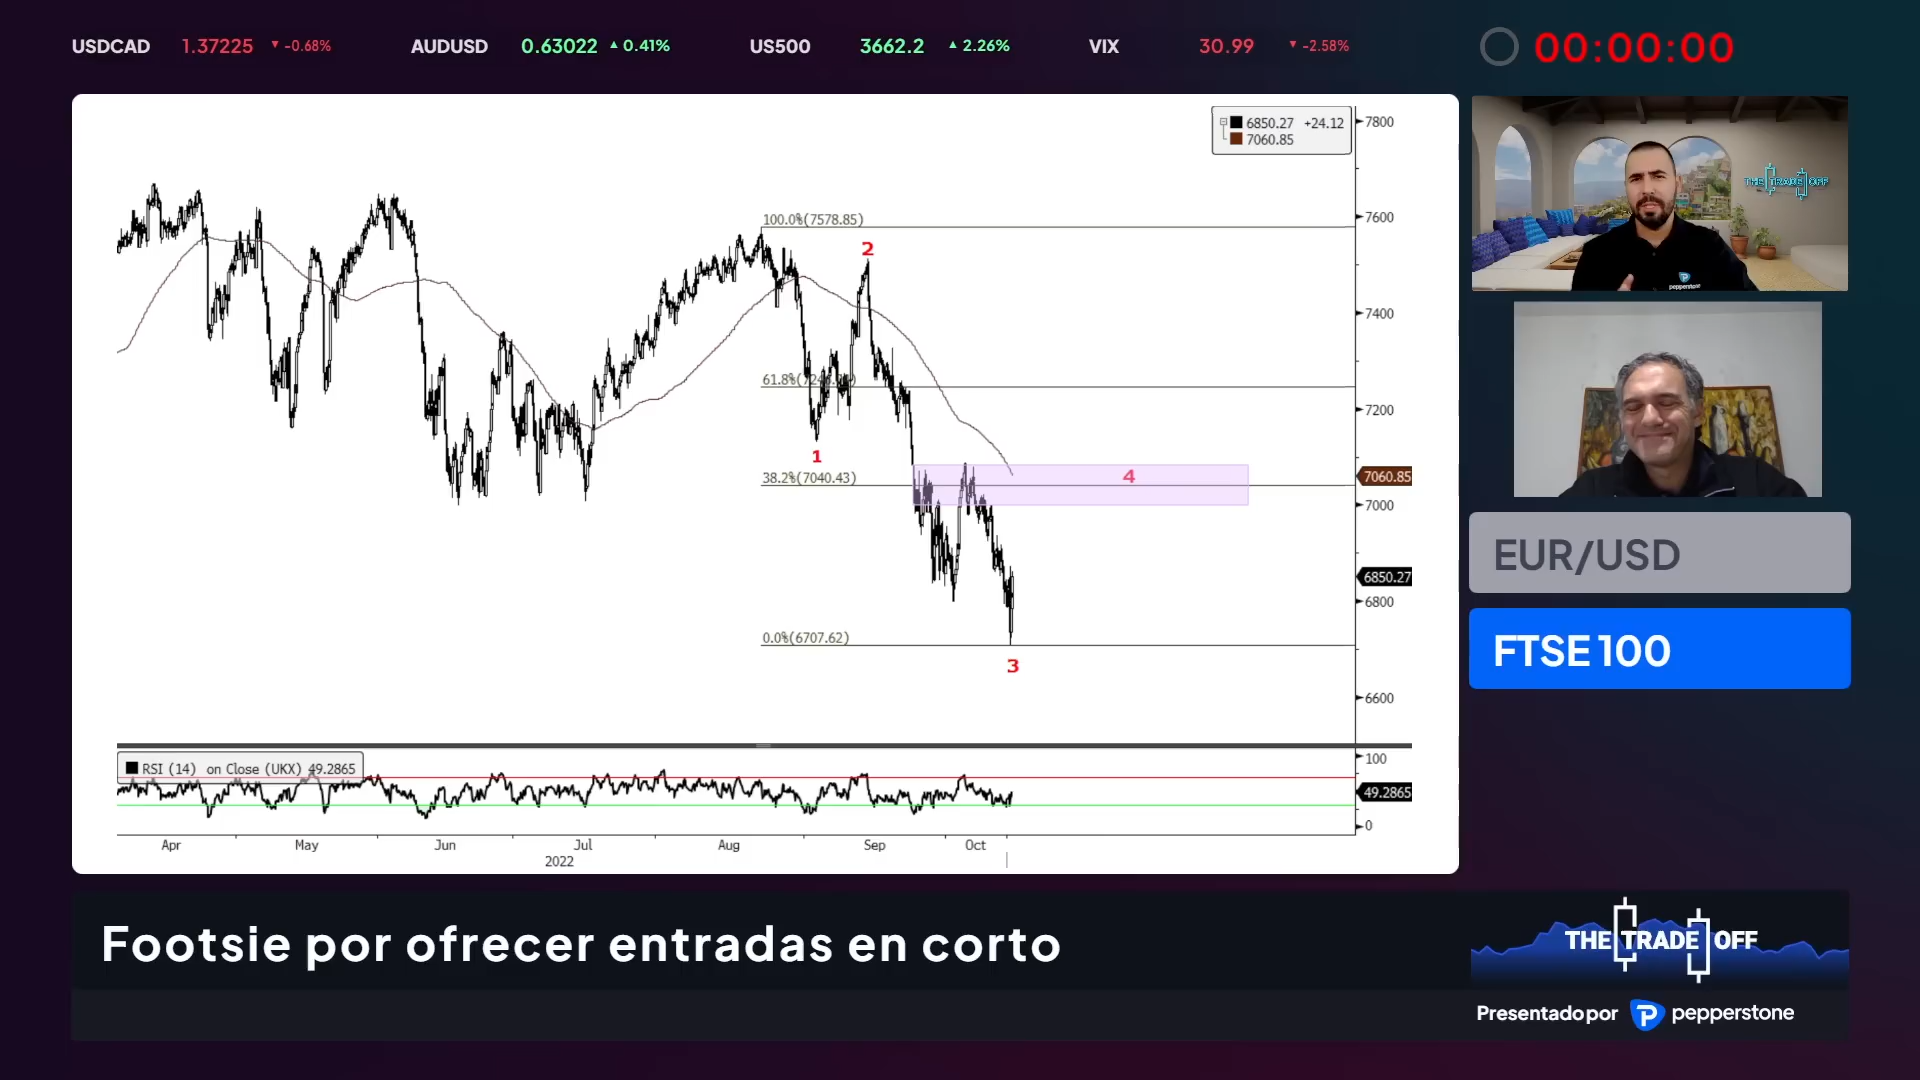 USDCAD 1.37225 ▼ -0.68% AUDUSD 0.63022 ▲ 0.41% US500 3662.2 ▲ 2.26% VIX 30.99 ▼ -2.58%
00:00:00
6850.27 +24.12
7060.85
7800
7600
7400
7200
7060.85
7000
6850.27
6800
6600
100.0%(7578.85)
2
1
38.2%(7040.43)
4
0.0%(6707.62)
3
RSI (14) on Close (UKX) 49.2865
100
49.2865
0
Apr May Jun Jul Aug Sep Oct
2022
THE TRADE OFF
pepperstone
EUR/USD
FTSE 100
Footsie por ofrecer entradas en corto
THE TRADE OFF
Presentado por pepperstone